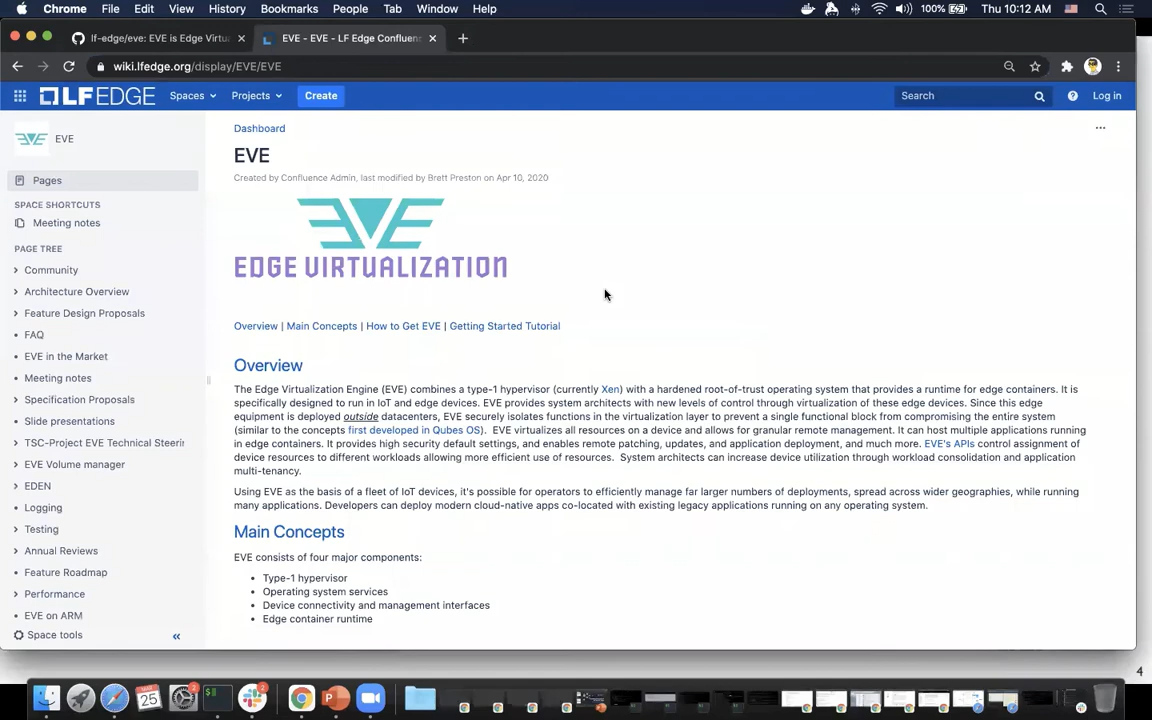 Chrome File Edit View History Bookmarks People Tab Window Help 100% Thu 10:12 AM
lf-edge/eve: EVE is Edge Virtua × EVE - EVE - LF Edge Confluenc × +
wiki.lfedge.org/display/EVE/EVE
LFEDGE Spaces Projects Create Search Log in
EVE
Pages
SPACE SHORTCUTS
Meeting notes
PAGE TREE
Community
Architecture Overview
Feature Design Proposals
FAQ
EVE in the Market
Meeting notes
Specification Proposals
Slide presentations
TSC-Project EVE Technical Steerin
EVE Volume manager
EDEN
Logging
Testing
Annual Reviews
Feature Roadmap
Performance
EVE on ARM
Space tools «
Dashboard
EVE
Created by Confluence Admin, last modified by Brett Preston on Apr 10, 2020
EVE
EDGE VIRTUALIZATION
Overview | Main Concepts | How to Get EVE | Getting Started Tutorial
Overview
The Edge Virtualization Engine (EVE) combines a type-1 hypervisor (currently Xen) with a hardened root-of-trust operating system that provides a runtime for edge containers. It is
specifically designed to run in IoT and edge devices. EVE provides system architects with new levels of control through virtualization of these edge devices. Since this edge
equipment is deployed outside datacenters, EVE securely isolates functions in the virtualization layer to prevent a single functional block from compromising the entire system
(similar to the concepts first developed in Qubes OS). EVE virtualizes all resources on a device and allows for granular remote management. It can host multiple applications running
in edge containers. It provides high security default settings, and enables remote patching, updates, and application deployment, and much more. EVE's APIs control assignment of
device resources to different workloads allowing more efficient use of resources. System architects can increase device utilization through workload consolidation and application
multi-tenancy.
Using EVE as the basis of a fleet of IoT devices, it's possible for operators to efficiently manage far larger numbers of deployments, spread across wider geographies, while running
many applications. Developers can deploy modern cloud-native apps co-located with existing legacy applications running on any operating system.
Main Concepts
EVE consists of four major components:
• Type-1 hypervisor
• Operating system services
• Device connectivity and management interfaces
• Edge container runtime
4
25